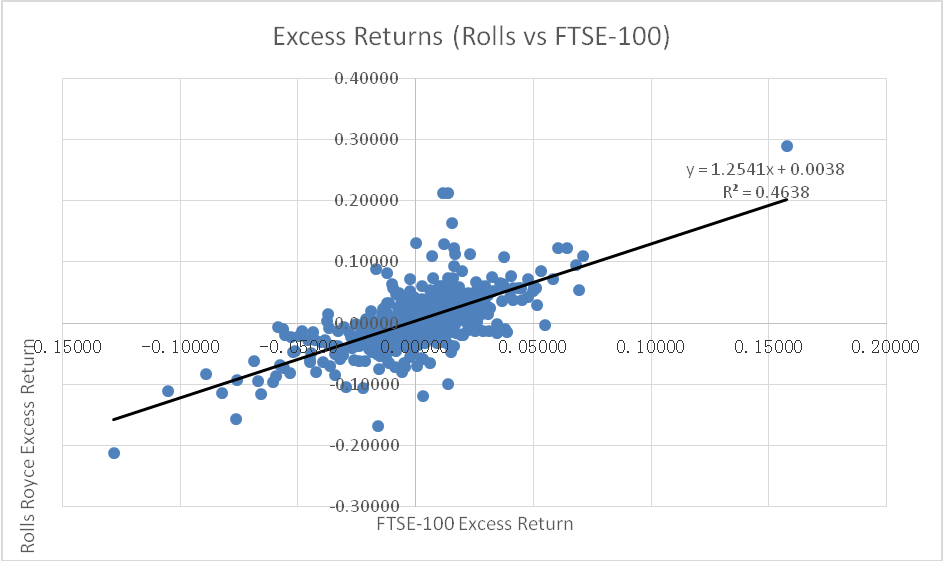 Excess Returns (Rolls vs FTSE-100)
0.40000
0.30000
y = 1.2541x + 0.0038
R² = 0.4638
0.20000
0.10000
0.00000
0.15000 -0.10000 -0.05000 0.00000 0.05000 0.10000 0.15000 0.20000
-0.10000
-0.20000
-0.30000
FTSE-100 Excess Return
Rolls Royce Excess Return